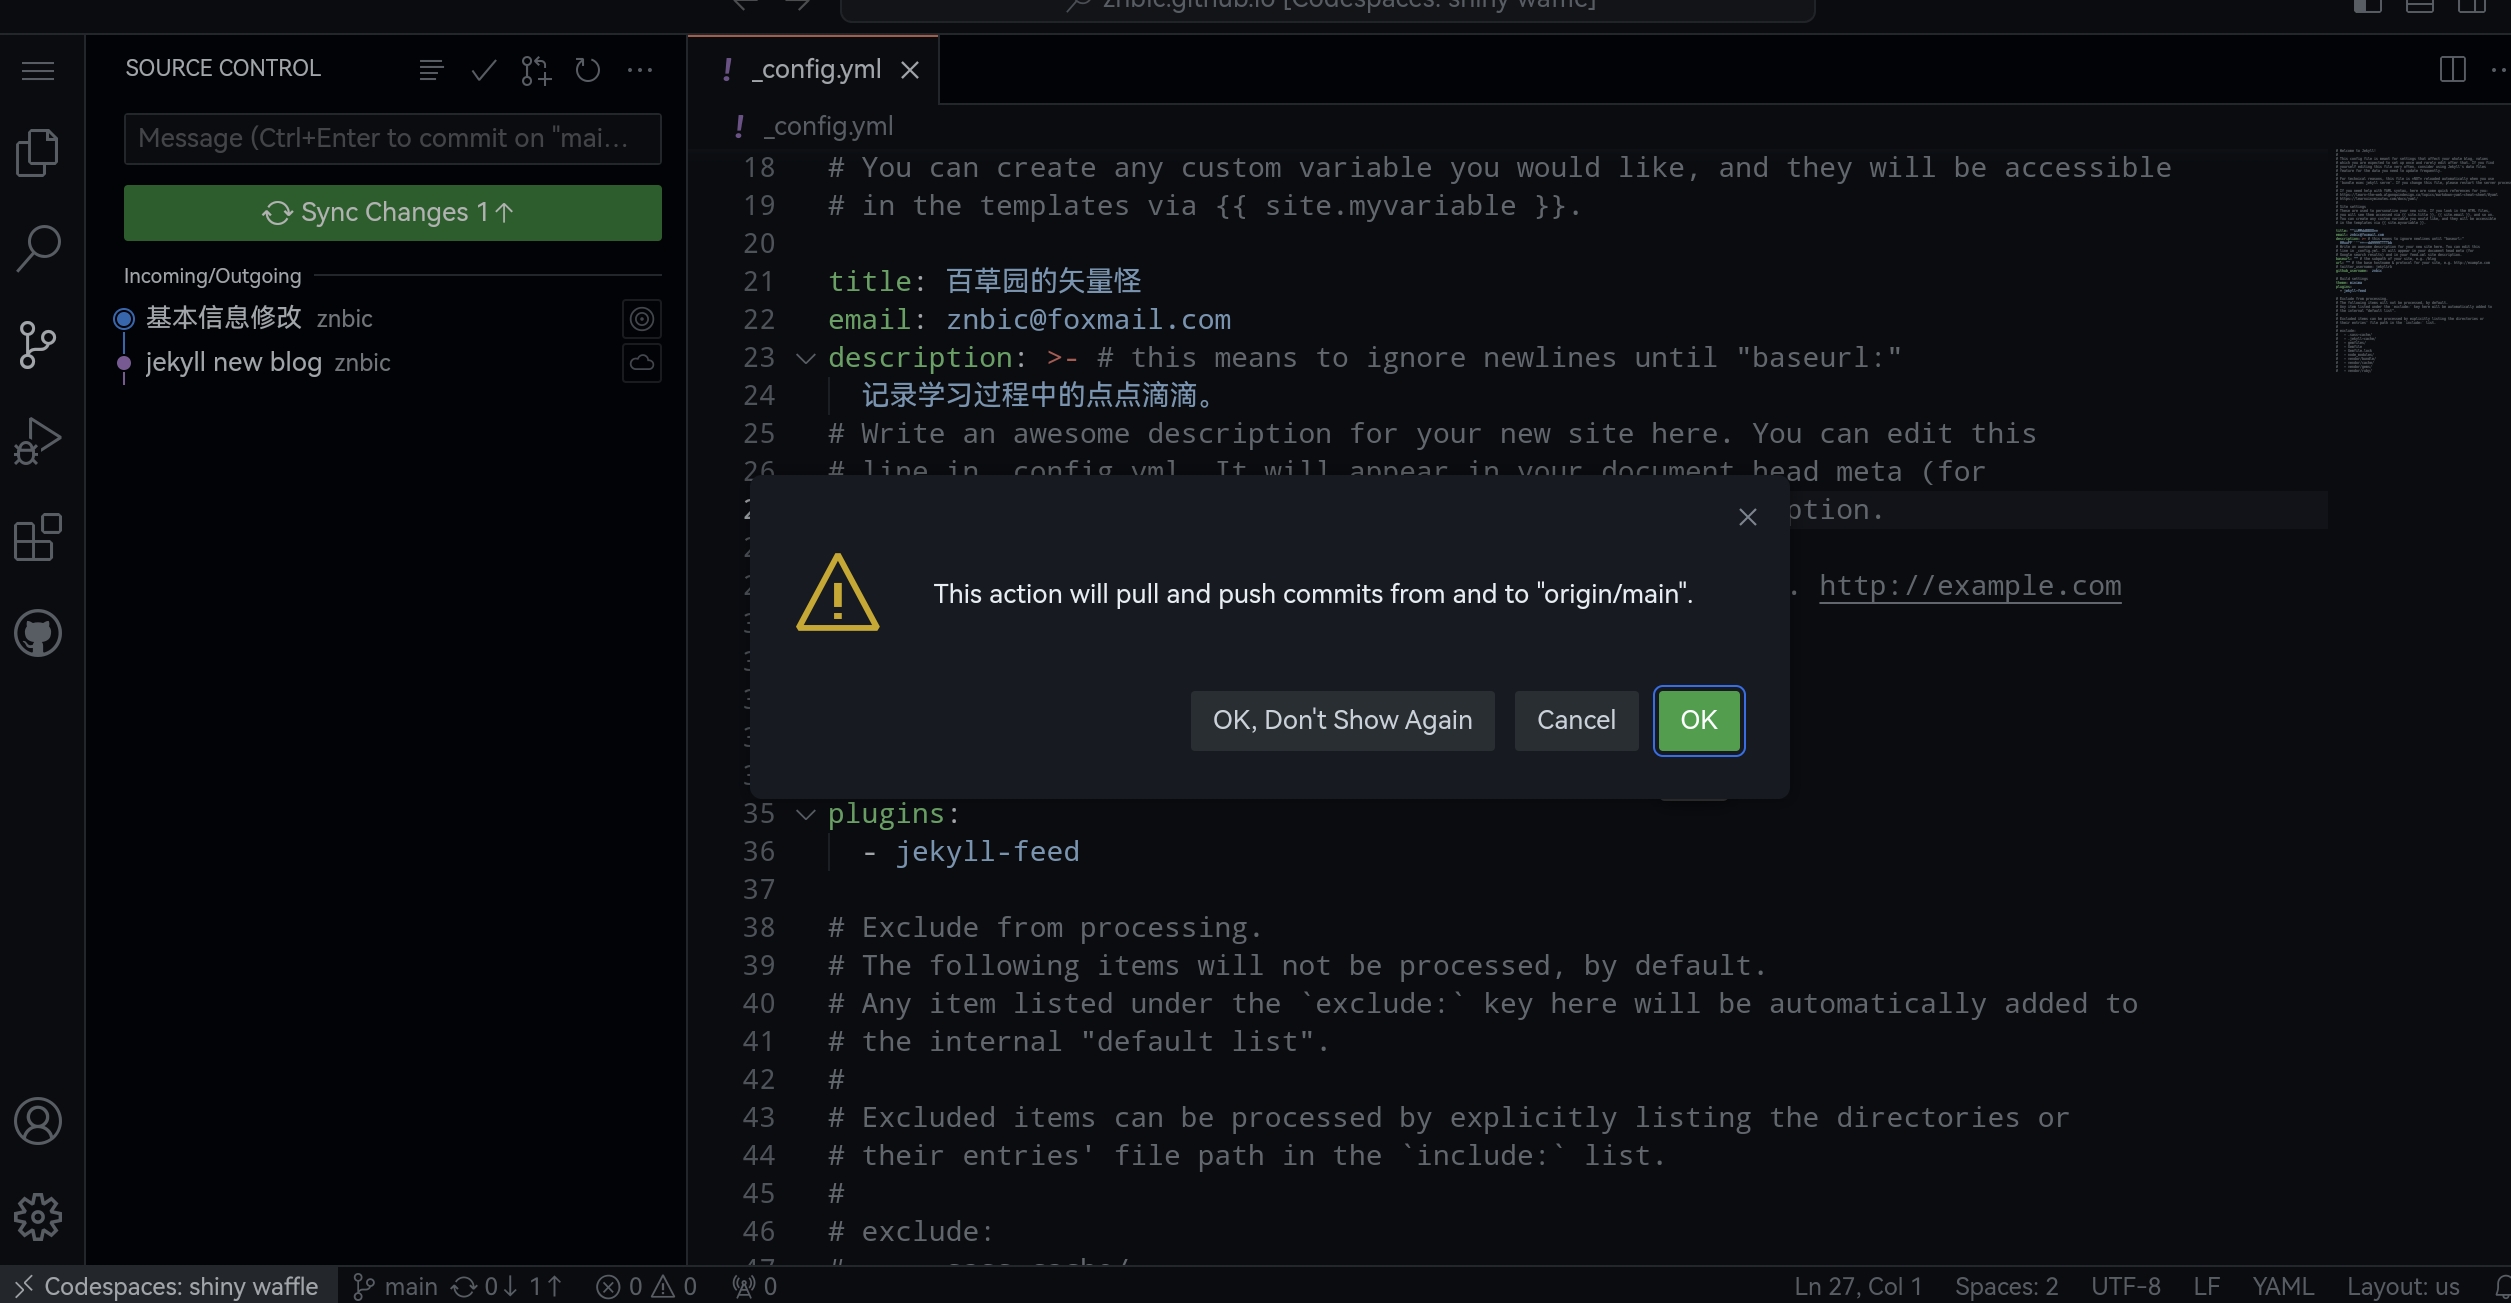 znbic.github.io [Codespaces: shiny waffle]
SOURCE CONTROL
Message (Ctrl+Enter to commit on "mai...
Sync Changes 1↑
Incoming/Outgoing
基本信息修改 znbic
jekyll new blog znbic
_config.yml
_config.yml
18 # You can create any custom variable you would like, and they will be accessible
19 # in the templates via {{ site.myvariable }}.
20
21 title: 百草园的矢量怪
22 email: znbic@foxmail.com
23 description: >- # this means to ignore newlines until "baseurl:"
24 记录学习过程中的点点滴滴。
25 # Write an awesome description for your new site here. You can edit this
26 # line in _config.yml. It will appear in your document head meta (for
ption.
. http://example.com
This action will pull and push commits from and to "origin/main".
OK, Don't Show Again
Cancel
OK
35 plugins:
36 - jekyll-feed
37
38 # Exclude from processing.
39 # The following items will not be processed, by default.
40 # Any item listed under the `exclude:` key here will be automatically added to
41 # the internal "default list".
42 #
43 # Excluded items can be processed by explicitly listing the directories or
44 # their entries' file path in the `include:` list.
45 #
46 # exclude:
Codespaces: shiny waffle
main 0↓ 1↑
0 0
0
Ln 27, Col 1
Spaces: 2
UTF-8
LF
YAML
Layout: us